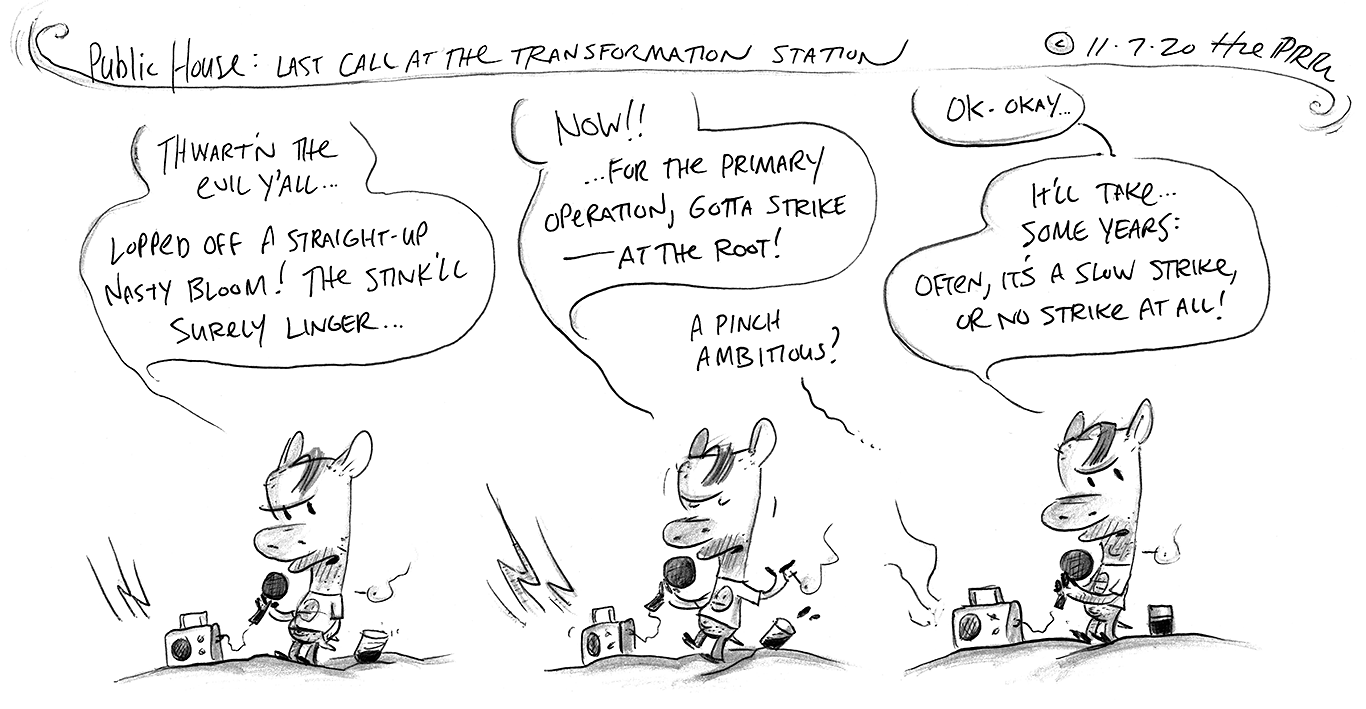 Public House: LAST CALL AT THE TRANSFORMATION STATION
© 11.7.20 the
THWART'N THE
EVIL Y'ALL...
LOPPED OFF A STRAIGHT-UP
NASTY BLOOM! THE STINK'LL
SURELY LINGER...
NOW!!
...FOR THE PRIMARY
OPERATION, GOTTA STRIKE
—AT THE ROOT!
A PINCH
AMBITIOUS?
OK-OKAY...
IT'LL TAKE...
SOME YEARS:
OFTEN, IT'S A SLOW STRIKE,
OR NO STRIKE AT ALL!